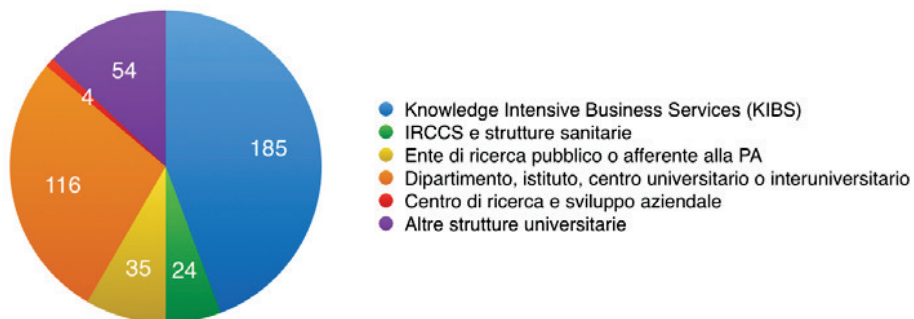 54
4
185
116
35
24
Knowledge Intensive Business Services (KIBS)
IRCCS e strutture sanitarie
Ente di ricerca pubblico o afferente alla PA
Dipartimento, istituto, centro universitario o interuniversitario
Centro di ricerca e sviluppo aziendale
Altre strutture universitarie